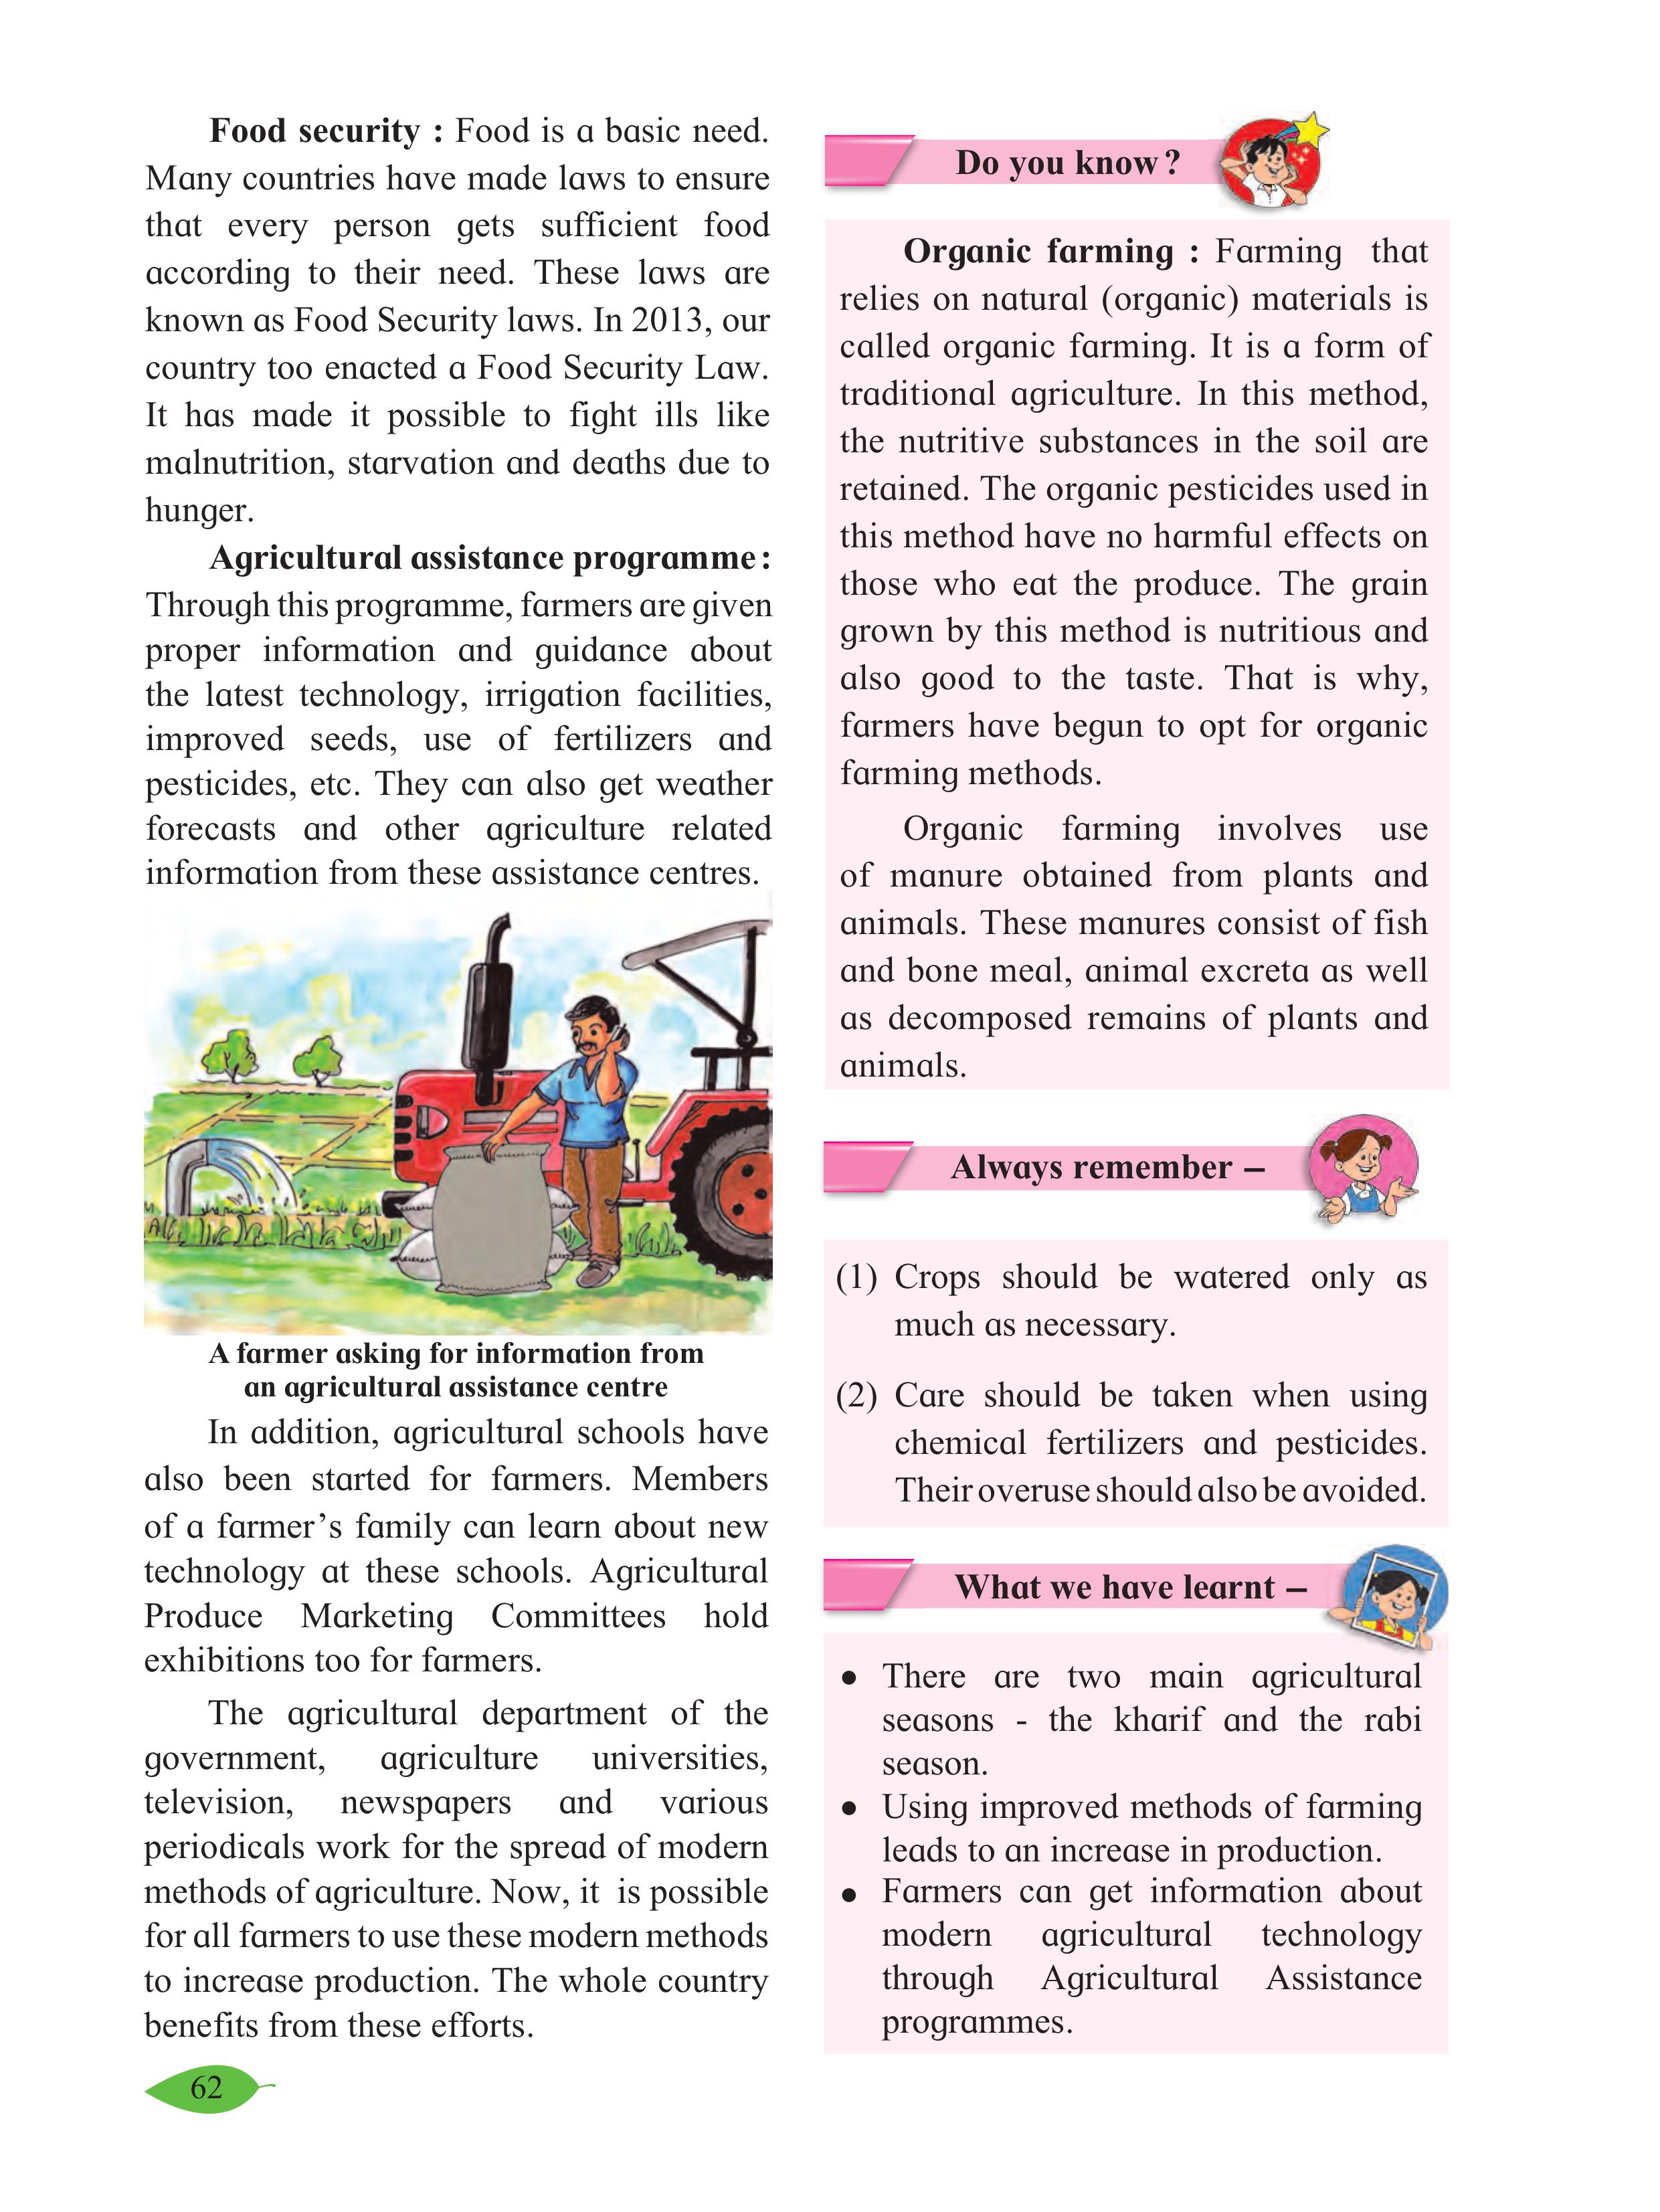 Food security : Food is a basic need.
Many countries have made laws to ensure
that every person gets sufficient food
according to their need. These laws are
known as Food Security laws. In 2013, our
country too enacted a Food Security Law.
It has made it possible to fight ills like
malnutrition, starvation and deaths due to
hunger.
Agricultural assistance programme :
Through this programme, farmers are given
proper information and guidance about
the latest technology, irrigation facilities,
improved seeds, use of fertilizers and
pesticides, etc. They can also get weather
forecasts and other agriculture related
information from these assistance centres.
A farmer asking for information from
an agricultural assistance centre
In addition, agricultural schools have
also been started for farmers. Members
of a farmer’s family can learn about new
technology at these schools. Agricultural
Produce Marketing Committees hold
exhibitions too for farmers.
The agricultural department of the
government, agriculture universities,
television, newspapers and various
periodicals work for the spread of modern
methods of agriculture. Now, it is possible
for all farmers to use these modern methods
to increase production. The whole country
benefits from these efforts.
62
Do you know ?
Organic farming : Farming that
relies on natural (organic) materials is
called organic farming. It is a form of
traditional agriculture. In this method,
the nutritive substances in the soil are
retained. The organic pesticides used in
this method have no harmful effects on
those who eat the produce. The grain
grown by this method is nutritious and
also good to the taste. That is why,
farmers have begun to opt for organic
farming methods.
Organic farming involves use
of manure obtained from plants and
animals. These manures consist of fish
and bone meal, animal excreta as well
as decomposed remains of plants and
animals.
Always remember –
(1) Crops should be watered only as
much as necessary.
(2) Care should be taken when using
chemical fertilizers and pesticides.
Their overuse should also be avoided.
What we have learnt –
● There are two main agricultural
seasons - the kharif and the rabi
season.
● Using improved methods of farming
leads to an increase in production.
● Farmers can get information about
modern agricultural technology
through Agricultural Assistance
programmes.